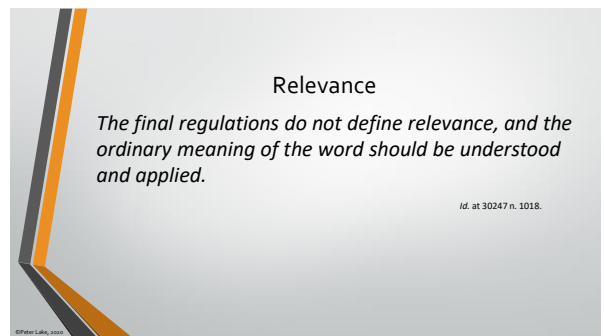 Relevance
The final regulations do not define relevance, and the
ordinary meaning of the word should be understood
and applied.
Id. at 30247 n. 1018.
©Peter Lake, 2020